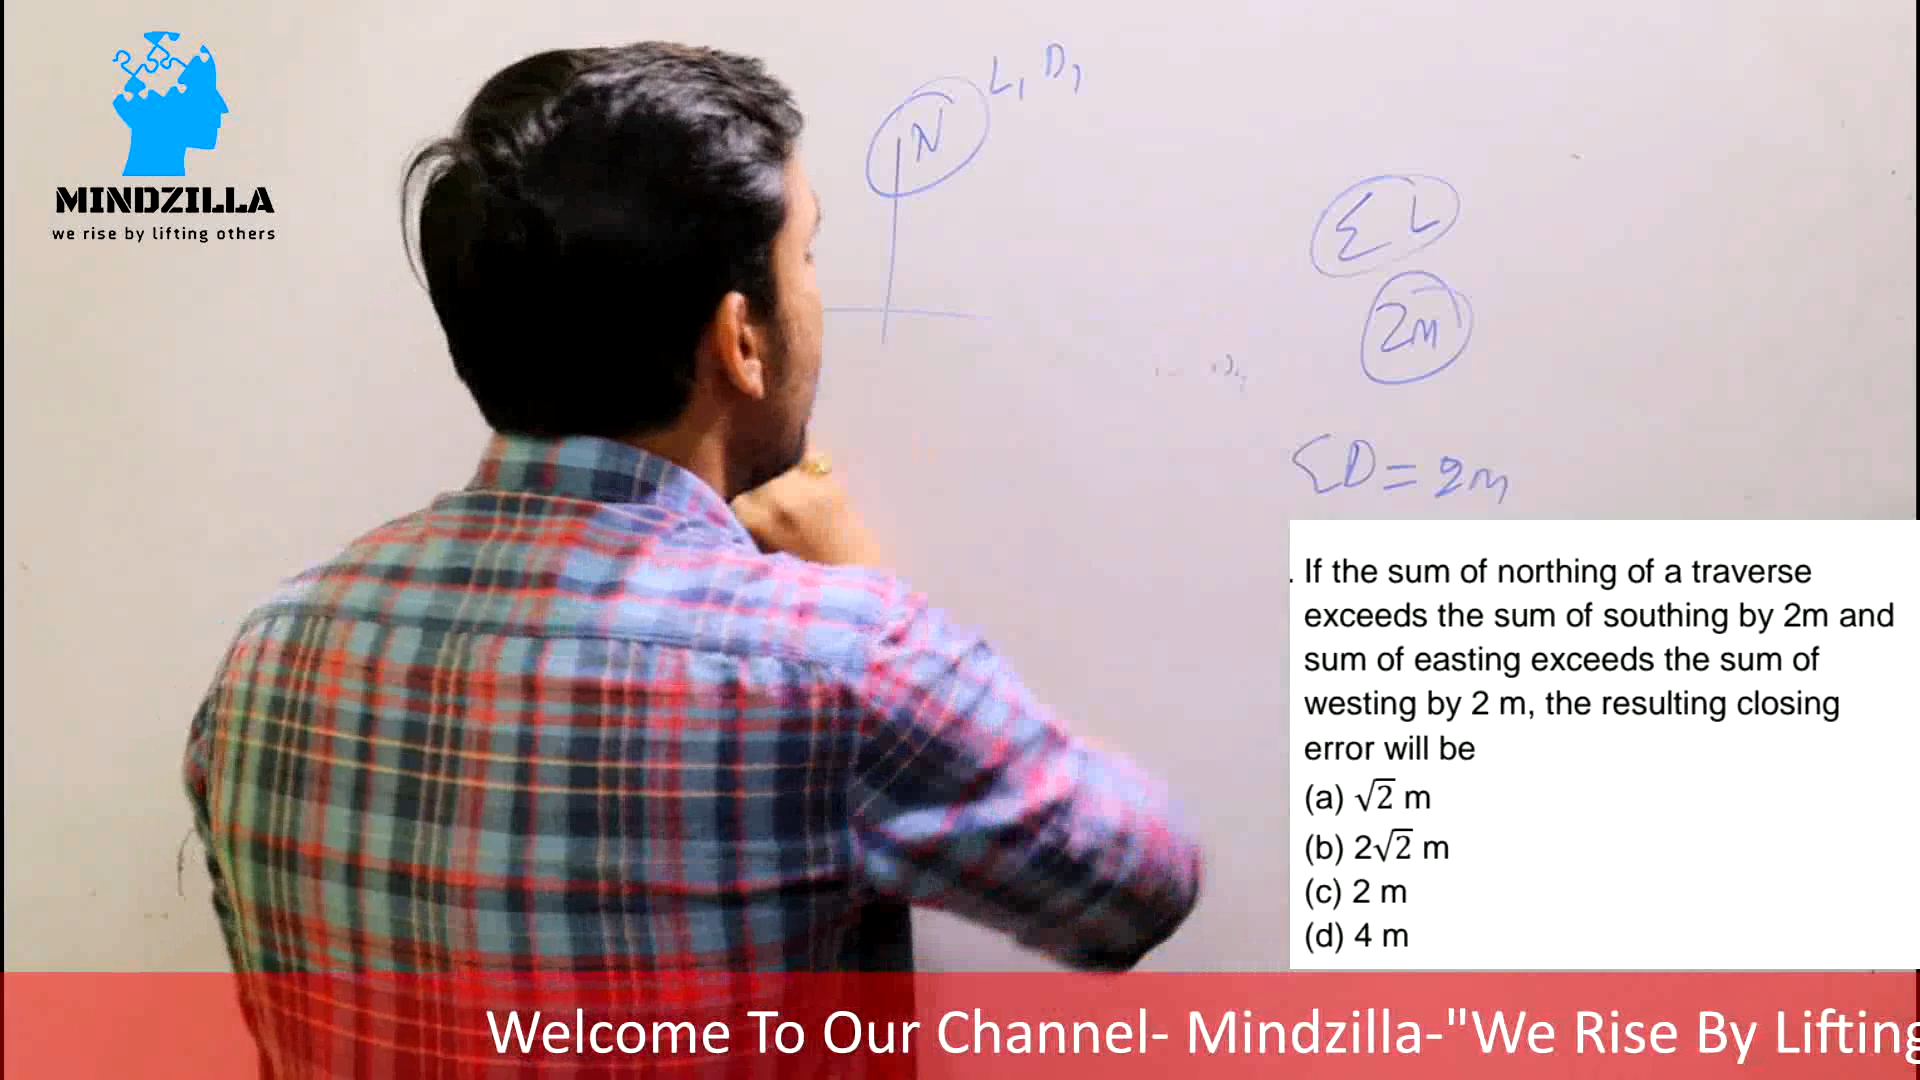 MINDZILLA
we rise by lifting others
N L, D,
Σ L
2m
ΣD = 2m
. If the sum of northing of a traverse
exceeds the sum of southing by 2m and
sum of easting exceeds the sum of
westing by 2 m, the resulting closing
error will be
(a) √2 m
(b) 2√2 m
(c) 2 m
(d) 4 m
Welcome To Our Channel- Mindzilla-"We Rise By Lifting